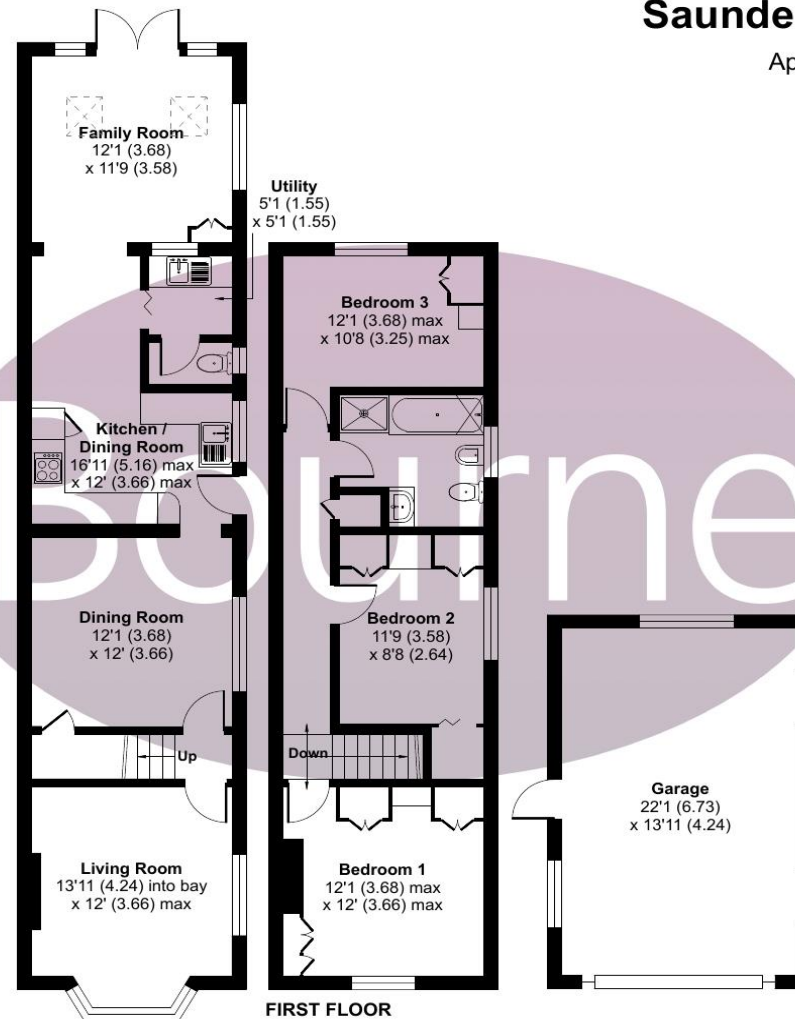 Saunde
Ap
Family Room
12'1 (3.68)
x 11'9 (3.58)
Utility
5'1 (1.55)
x 5'1 (1.55)
Bedroom 3
12'1 (3.68) max
x 10'8 (3.25) max
Kitchen /
Dining Room
16'11 (5.16) max
x 12' (3.66) max
Bourne
Dining Room
12'1 (3.68)
x 12' (3.66)
Bedroom 2
11'9 (3.58)
x 8'8 (2.64)
Up
Down
Garage
22'1 (6.73)
x 13'11 (4.24)
Living Room
13'11 (4.24) into bay
x 12' (3.66) max
Bedroom 1
12'1 (3.68) max
x 12' (3.66) max
FIRST FLOOR